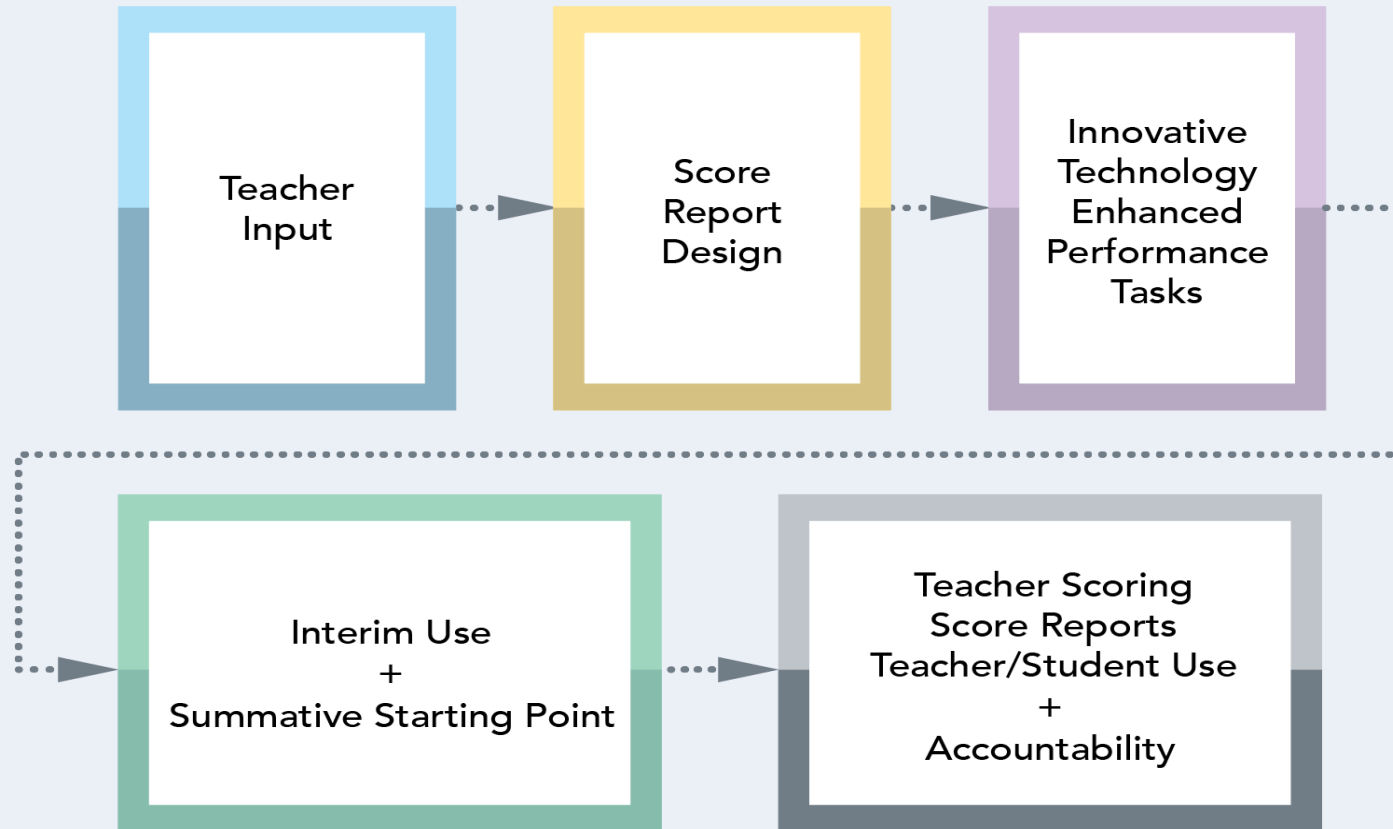 Teacher
Input
Score
Report
Design
Innovative
Technology
Enhanced
Performance
Tasks
Interim Use
+
Summative Starting Point
Teacher Scoring
Score Reports
Teacher/Student Use
+
Accountability